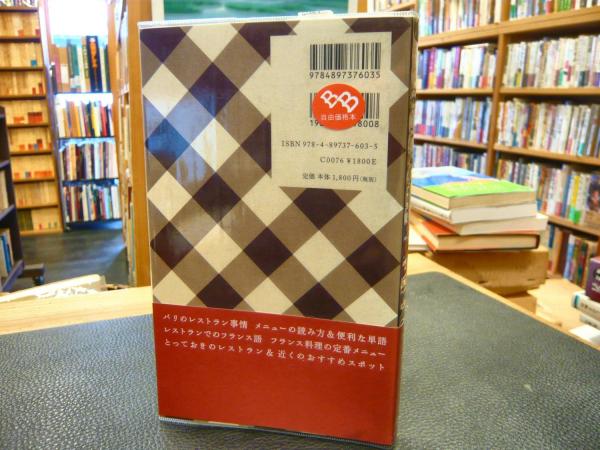 9784897376035
自由価格本
8008
ISBN 978-4-89737-603-5
C0076 ¥1800E
定価 本体1,800円(税別)
パリのレストラン事情 メニューの読み方&便利な単語
レストランでのフランス語 フランス料理の定番メニュー
とっておきのレストラン & 近くのおすすめスポット